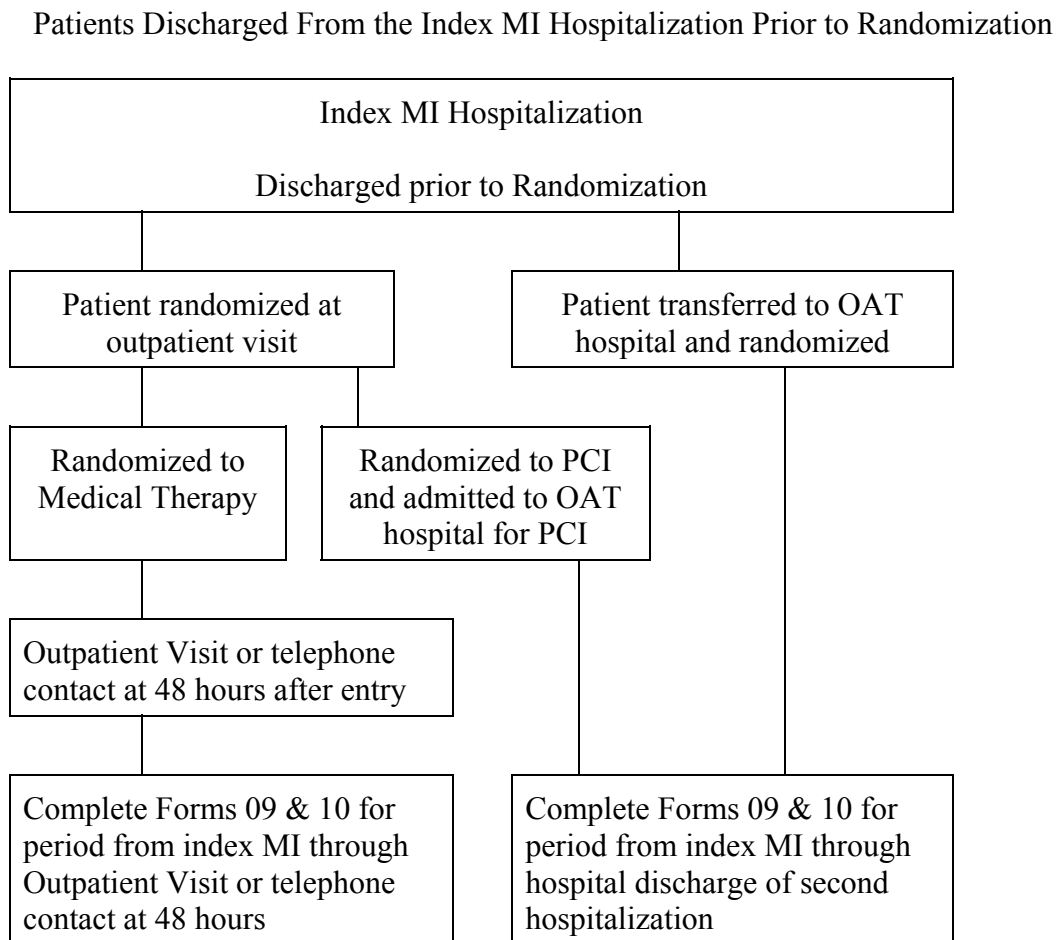 Patients Discharged From the Index MI Hospitalization Prior to Randomization
Index MI Hospitalization
Discharged prior to Randomization
Patient randomized at
outpatient visit
Patient transferred to OAT
hospital and randomized
Randomized to
Medical Therapy
Randomized to PCI
and admitted to OAT
hospital for PCI
Outpatient Visit or telephone
contact at 48 hours after entry
Complete Forms 09 & 10 for
period from index MI through
Outpatient Visit or telephone
contact at 48 hours
Complete Forms 09 & 10 for
period from index MI through
hospital discharge of second
hospitalization